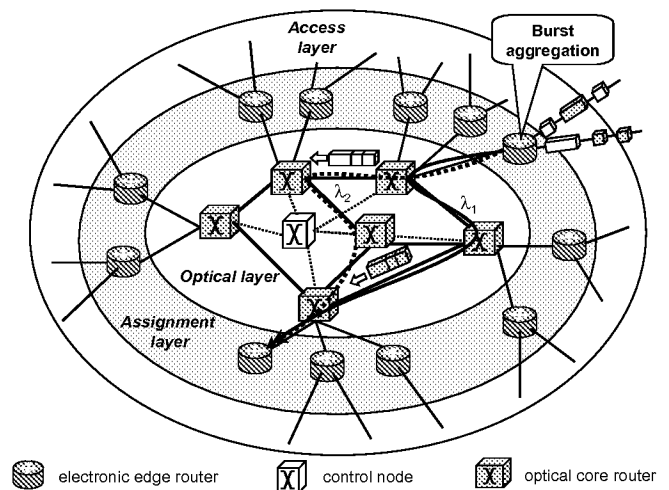 Access
layer
Burst
aggregation
λ2
λ1
Optical layer
Assignment
layer
electronic edge router
control node
optical core router